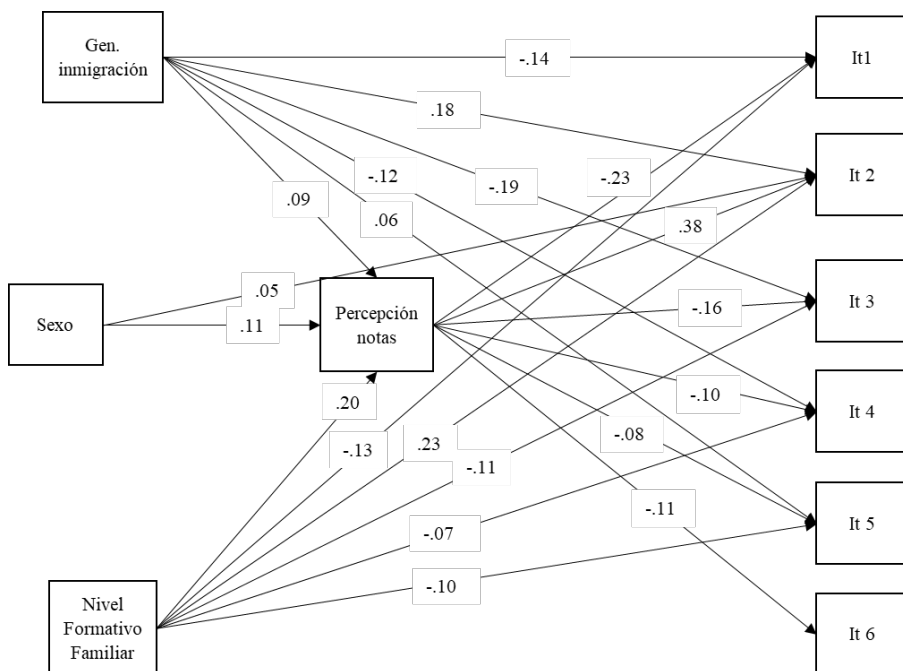 Gen.
inmigración
It1
-.14
.18
It 2
-.12
-.23
-.19
.09
.06
.38
.05
Sexo
.11
Percepción
notas
It 3
-.16
.20
-.10
It 4
-.13
.23
-.08
-.11
-.11
It 5
-.07
-.10
Nivel
Formativo
Familiar
It 6